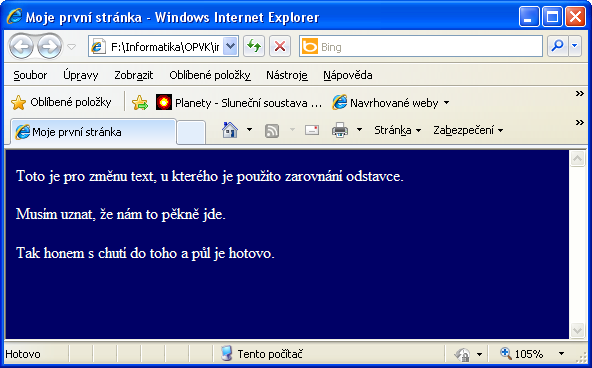 Moje první stránka - Windows Internet Explorer
F:\Informatika\OPVK\ir
Bing
Soubor Úpravy Zobrazit Oblíbené položky Nástroje Nápověda
Oblíbené položky Planety - Sluneční soustava ... Navrhované weby
Moje první stránka Stránka Zabezpečení
Toto je pro změnu text, u kterého je použito zarovnání odstavce.
Musím uznat, že nám to pěkně jde.
Tak honem s chutí do toho a půl je hotovo.
Hotovo Tento počítač 105%